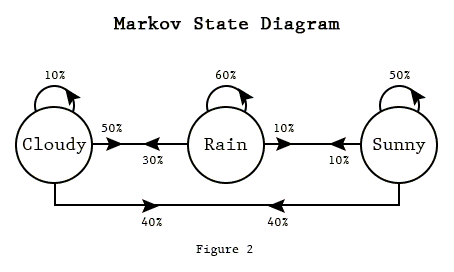 Markov State Diagram
10%
60%
50%
Cloudy
50%
30%
Rain
10%
10%
Sunny
40%
40%
Figure 2